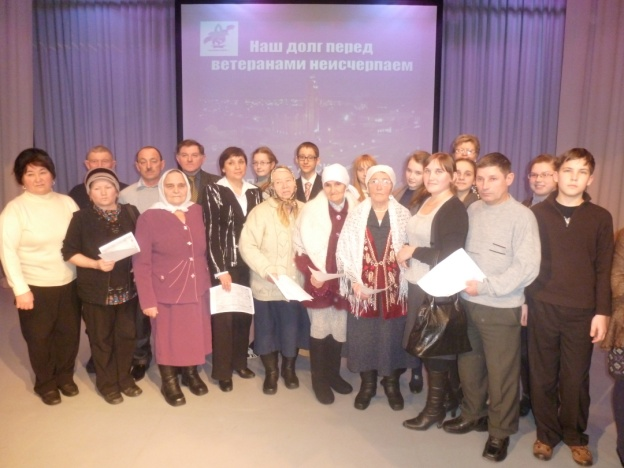 Наш долг перед
ветеранами неисчерпаем